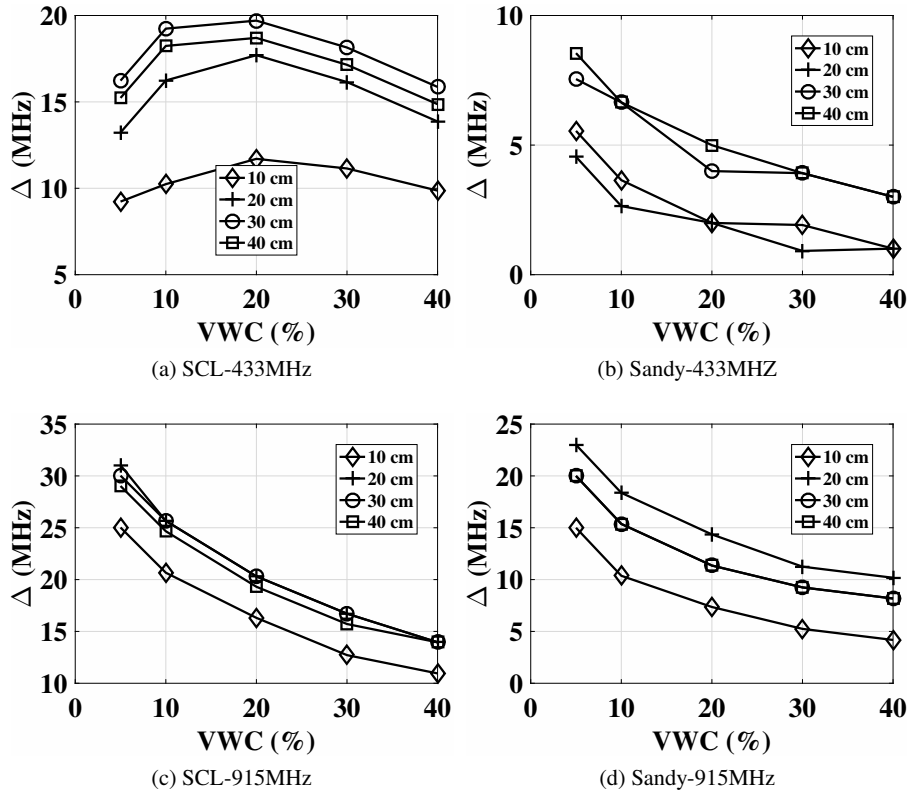 20
15
10
5
Δ (MHz)
10 cm
20 cm
30 cm
40 cm
0 10 20 30 40
VWC (%)
(a) SCL-433MHz
10
5
0
Δ (MHz)
10 cm
20 cm
30 cm
40 cm
0 10 20 30 40
VWC (%)
(b) Sandy-433MHZ
35
30
25
20
15
10
Δ (MHz)
10 cm
20 cm
30 cm
40 cm
0 10 20 30 40
VWC (%)
(c) SCL-915MHz
25
20
15
10
5
0
Δ (MHz)
10 cm
20 cm
30 cm
40 cm
0 10 20 30 40
VWC (%)
(d) Sandy-915MHz